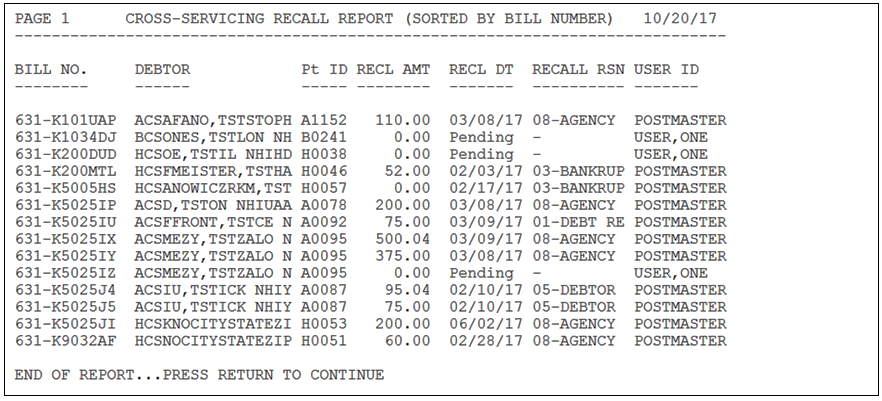 PAGE 1 CROSS-SERVICING RECALL REPORT (SORTED BY BILL NUMBER) 10/20/17
--------------------------------------------------------------------------------
BILL NO. DEBTOR Pt ID RECL AMT RECL DT RECALL RSN USER ID
-------- ------ ----- -------- ------- ---------- -------
631-K101UAP ACSAFANO,TSTSTOPH A1152 110.00 03/08/17 08-AGENCY POSTMASTER
631-K1034DJ BCSONES,TSTLON NH B0241 0.00 Pending - USER,ONE
631-K200DUD HCSOE,TSTIL NHIHD H0038 0.00 Pending - USER,ONE
631-K200MTL HCSFMEISTER,TSTHA H0046 52.00 02/03/17 03-BANKRUP POSTMASTER
631-K5005HS HCSANOWICZRKM,TST H0057 0.00 02/17/17 03-BANKRUP POSTMASTER
631-K5025IP ACSD,TSTON NHIUAA A0078 200.00 03/08/17 08-AGENCY POSTMASTER
631-K5025IU ACSFFRONT,TSTCE N A0092 75.00 03/09/17 01-DEBT RE POSTMASTER
631-K5025IX ACSMEZY,TSTZALO N A0095 500.04 03/09/17 08-AGENCY POSTMASTER
631-K5025IY ACSMEZY,TSTZALO N A0095 375.00 03/08/17 08-AGENCY POSTMASTER
631-K5025IZ ACSMEZY,TSTZALO N A0095 0.00 Pending - USER,ONE
631-K5025J4 ACSIU,TSTICK NHIY A0087 95.04 02/10/17 05-DEBTOR POSTMASTER
631-K5025J5 ACSIU,TSTICK NHIY A0087 75.00 02/10/17 05-DEBTOR POSTMASTER
631-K5025JI HCSKNOCITYSTATEZI H0053 200.00 06/02/17 08-AGENCY POSTMASTER
631-K9032AF HCSNOCITYSTATEZIP H0051 60.00 02/28/17 08-AGENCY POSTMASTER
END OF REPORT...PRESS RETURN TO CONTINUE